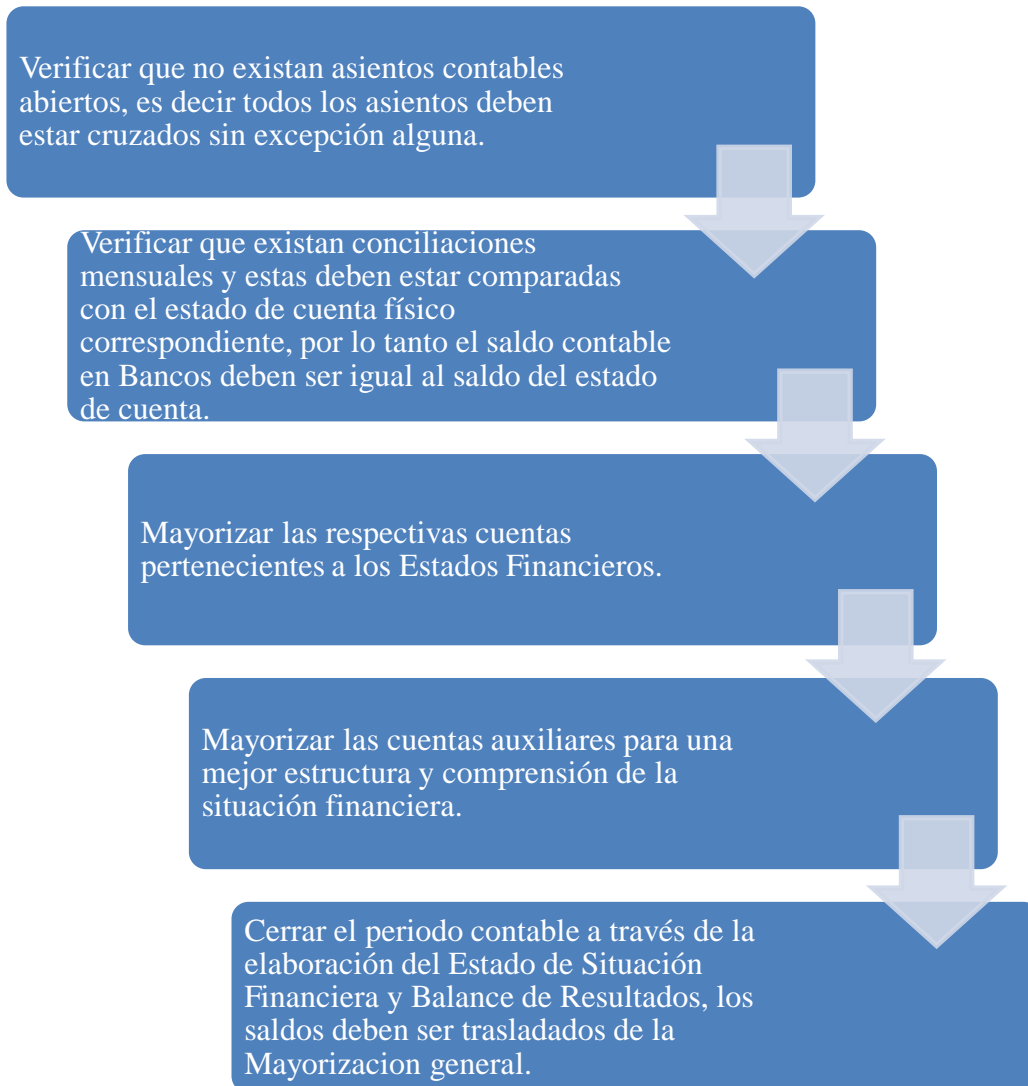 Verificar que no existan asientos contables
abiertos, es decir todos los asientos deben
estar cruzados sin excepción alguna.
Verificar que existan conciliaciones
mensuales y estas deben estar comparadas
con el estado de cuenta físico
correspondiente, por lo tanto el saldo contable
en Bancos deben ser igual al saldo del estado
de cuenta.
Mayorizar las respectivas cuentas
pertenecientes a los Estados Financieros.
Mayorizar las cuentas auxiliares para una
mejor estructura y comprensión de la
situación financiera.
Cerrar el periodo contable a través de la
elaboración del Estado de Situación
Financiera y Balance de Resultados, los
saldos deben ser trasladados de la
Mayorizacion general.